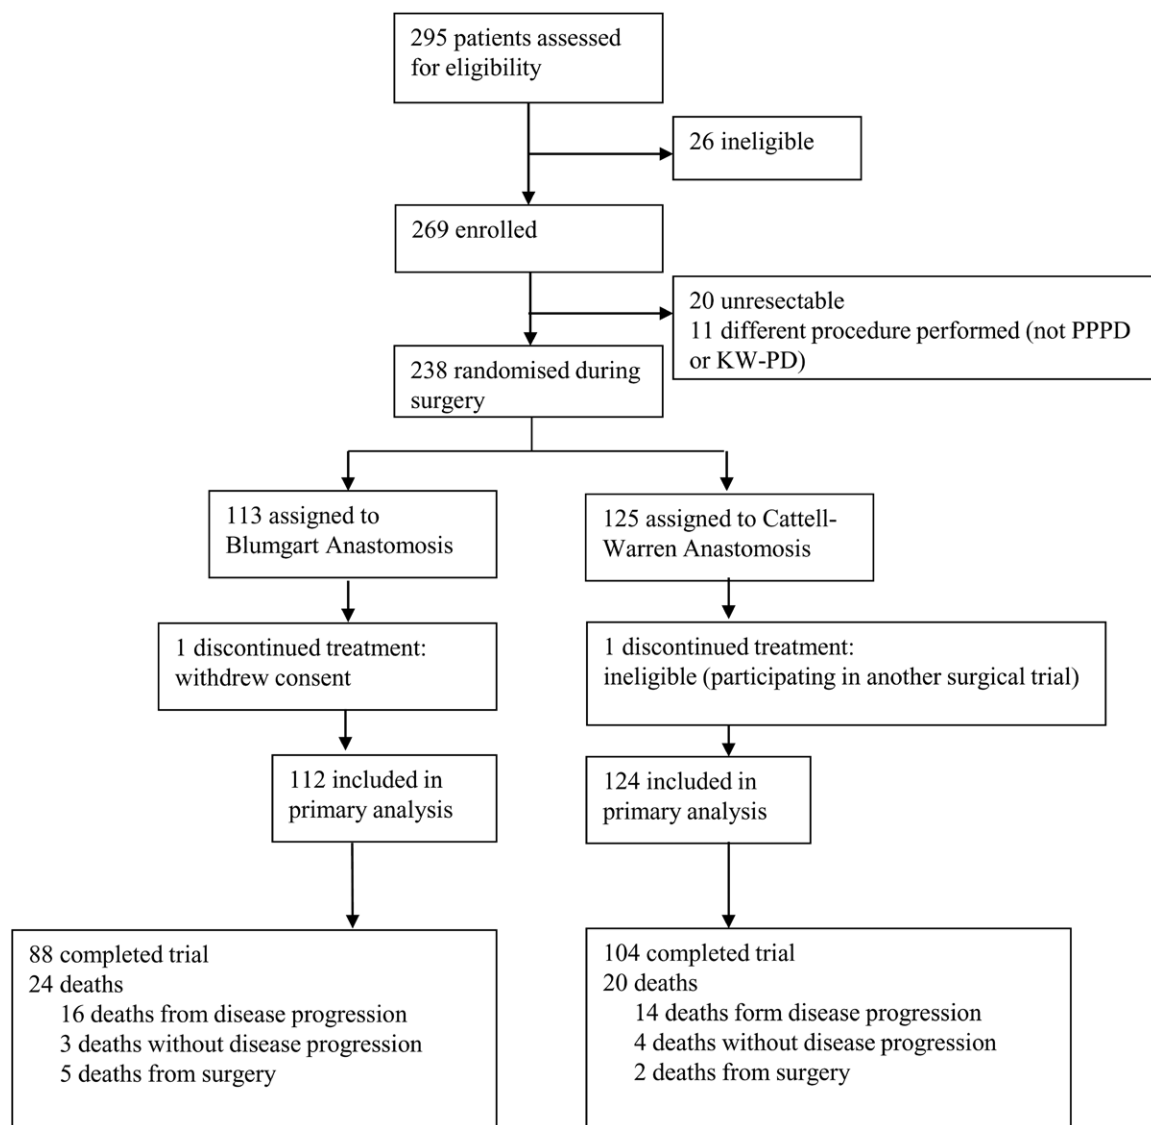 295 patients assessed
for eligibility
26 ineligible
269 enrolled
20 unresectable
11 different procedure performed (not PPPD
or KW-PD)
238 randomised during
surgery
113 assigned to
Blumgart Anastomosis
125 assigned to Cattell-
Warren Anastomosis
1 discontinued treatment:
withdrew consent
1 discontinued treatment:
ineligible (participating in another surgical trial)
112 included in
primary analysis
124 included in
primary analysis
88 completed trial
24 deaths
16 deaths from disease progression
3 deaths without disease progression
5 deaths from surgery
104 completed trial
20 deaths
14 deaths form disease progression
4 deaths without disease progression
2 deaths from surgery